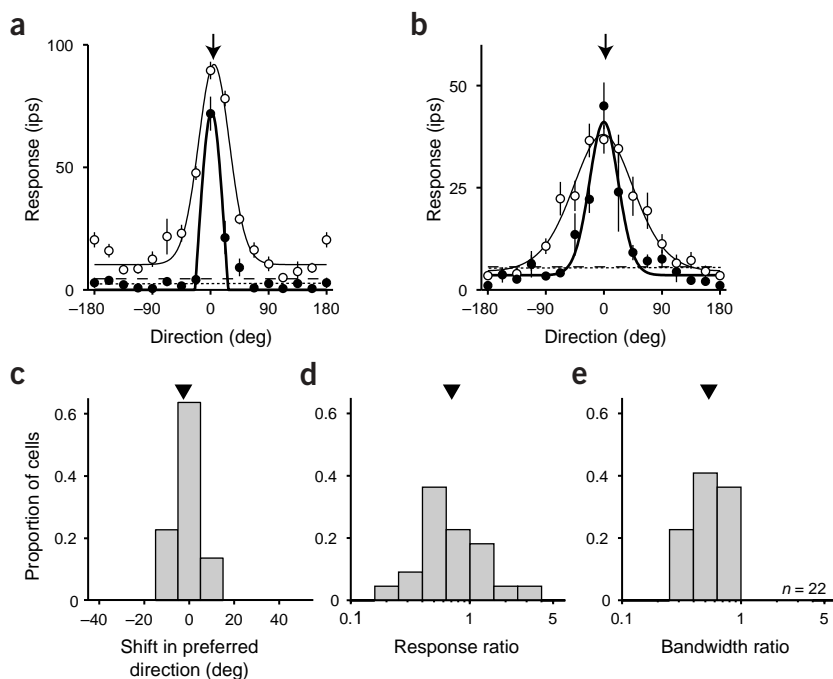 a
100
50
0
Response (ips)
–180 –90 0 90 180
Direction (deg)
b
50
25
0
Response (ips)
–180 –90 0 90 180
Direction (deg)
c
0.6
0.4
0.2
0
Proportion of cells
–40 –20 0 20 40
Shift in preferred
direction (deg)
d
0.6
0.4
0.2
0
0.1 1 5
Response ratio
e
0.6
0.4
0.2
0
n = 22
0.1 1 5
Bandwidth ratio